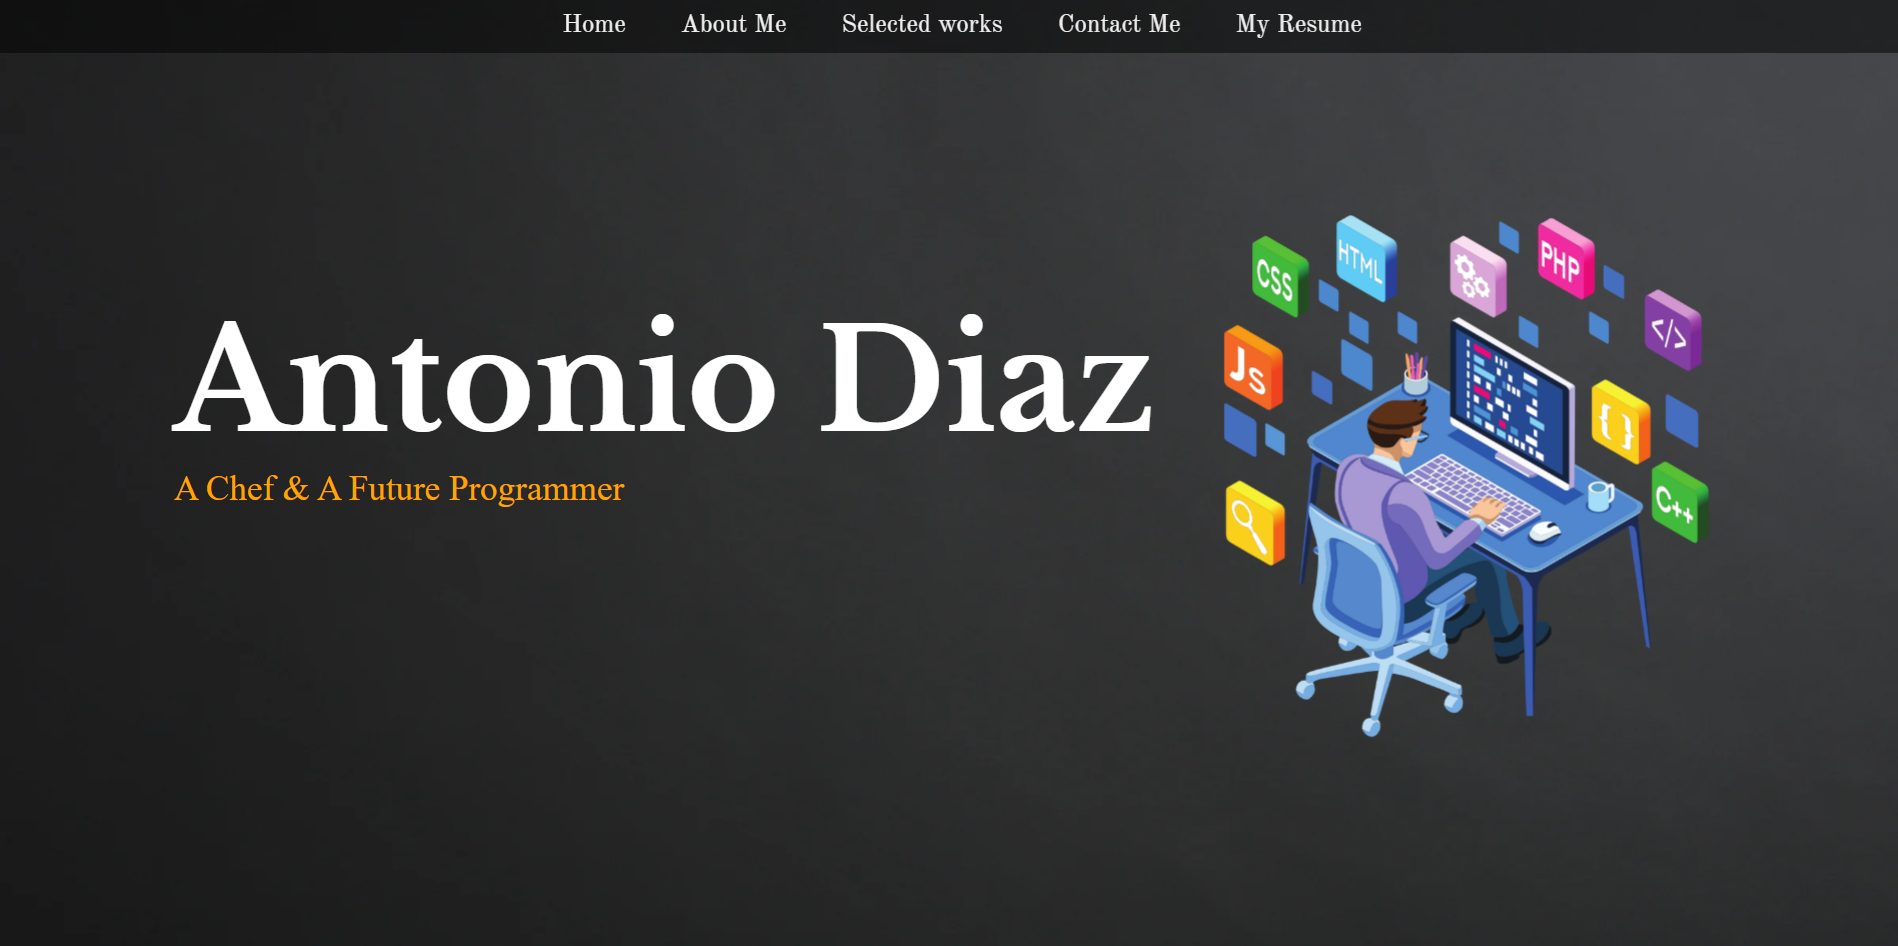 Home About Me Selected works Contact Me My Resume
Antonio Diaz
A Chef & A Future Programmer
CSS
HTML
PHP
</>
Js
{ }
C++